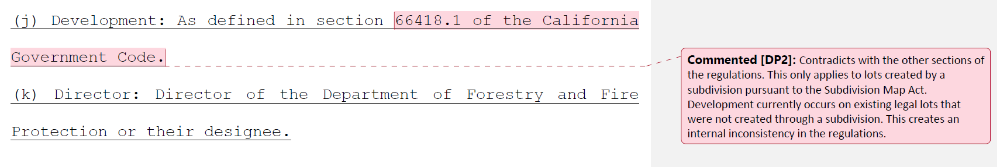 (j) Development: As defined in section 66418.1 of the California
Government Code.
(k) Director: Director of the Department of Forestry and Fire
Protection or their designee.
Commented [DP2]: Contradicts with the other sections of
the regulations. This only applies to lots created by a
subdivision pursuant to the Subdivision Map Act.
Development currently occurs on existing legal lots that
were not created through a subdivision. This creates an
internal inconsistency in the regulations.